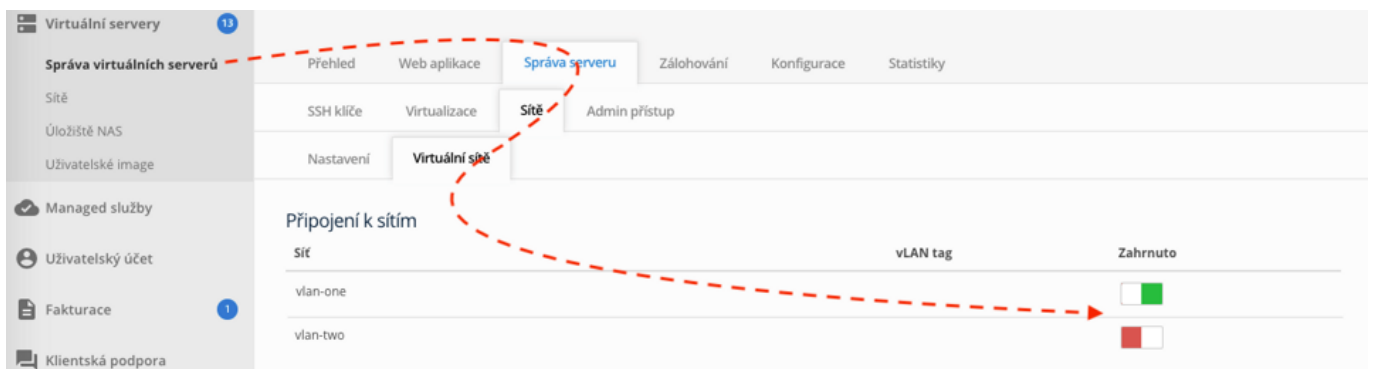 Virtuální servery 13
Správa virtuálních serverů
Sítě
Úložiště NAS
Uživatelské image
Managed služby
Uživatelský účet
Fakturace 1
Klientská podpora
Přehled Web aplikace Správa serveru Zálohování Konfigurace Statistiky
SSH klíče Virtualizace Sítě Admin přístup
Nastavení Virtuální sítě
Připojení k sítím
Síť vLAN tag Zahrnuto
vlan-one
vlan-two